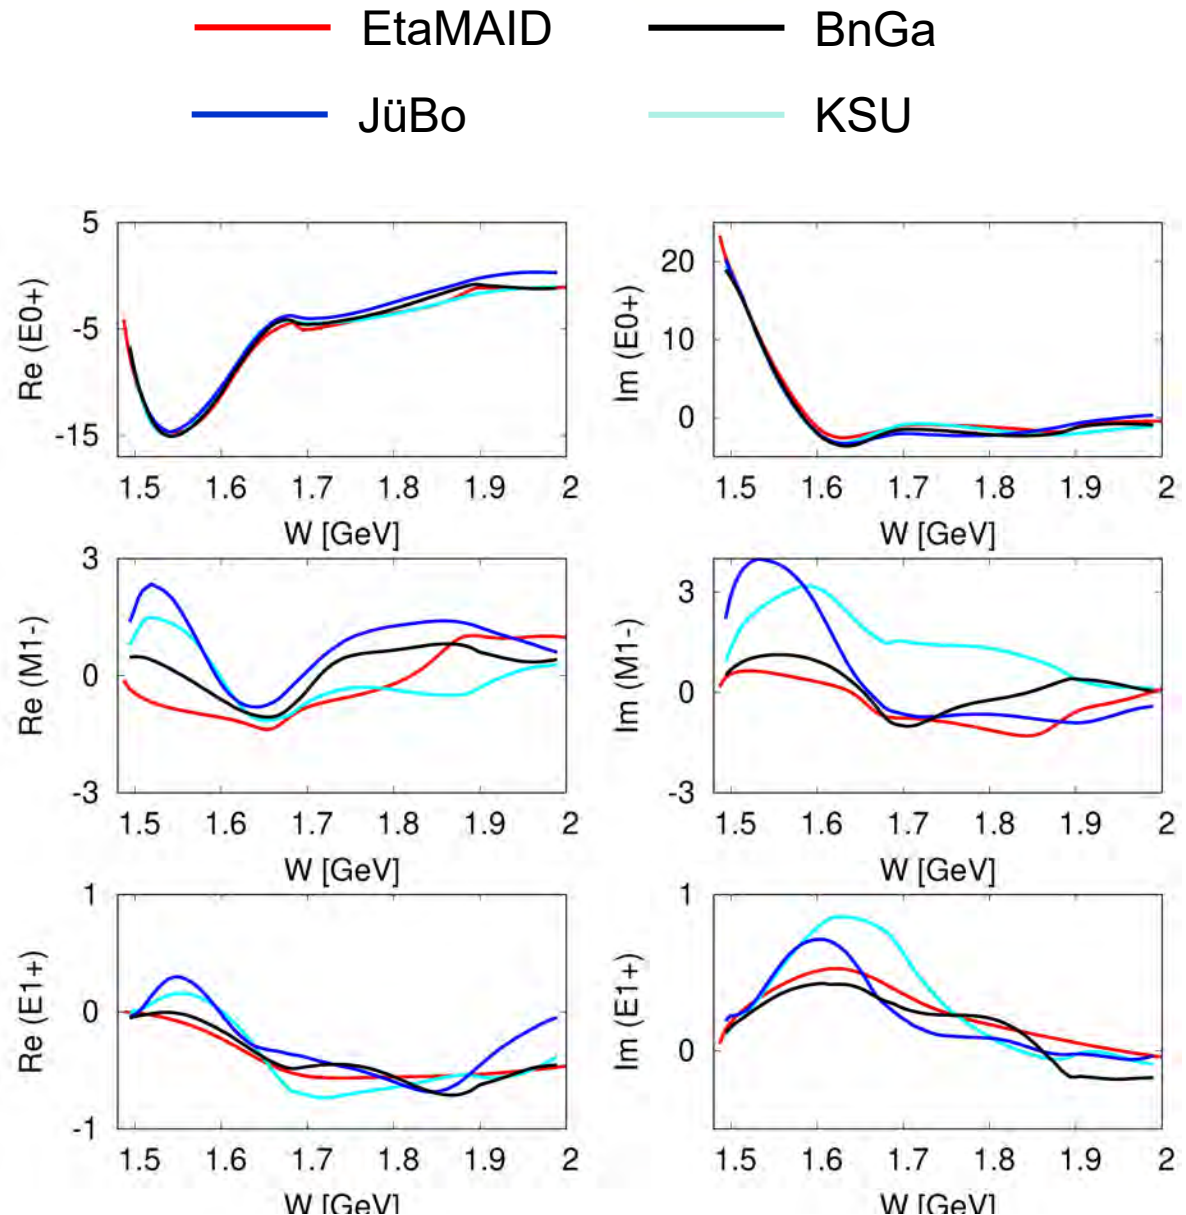 EtaMAID BnGa
JüBo KSU
5
-5
-15
Re (E0+)
1.5 1.6 1.7 1.8 1.9 2
W [GeV]
20
10
0
Im (E0+)
1.5 1.6 1.7 1.8 1.9 2
W [GeV]
3
0
-3
Re (M1-)
1.5 1.6 1.7 1.8 1.9 2
W [GeV]
3
0
-3
Im (M1-)
1.5 1.6 1.7 1.8 1.9 2
W [GeV]
1
0
-1
Re (E1+)
1.5 1.6 1.7 1.8 1.9 2
W [GeV]
1
0
Im (E1+)
1.5 1.6 1.7 1.8 1.9 2
W [GeV]